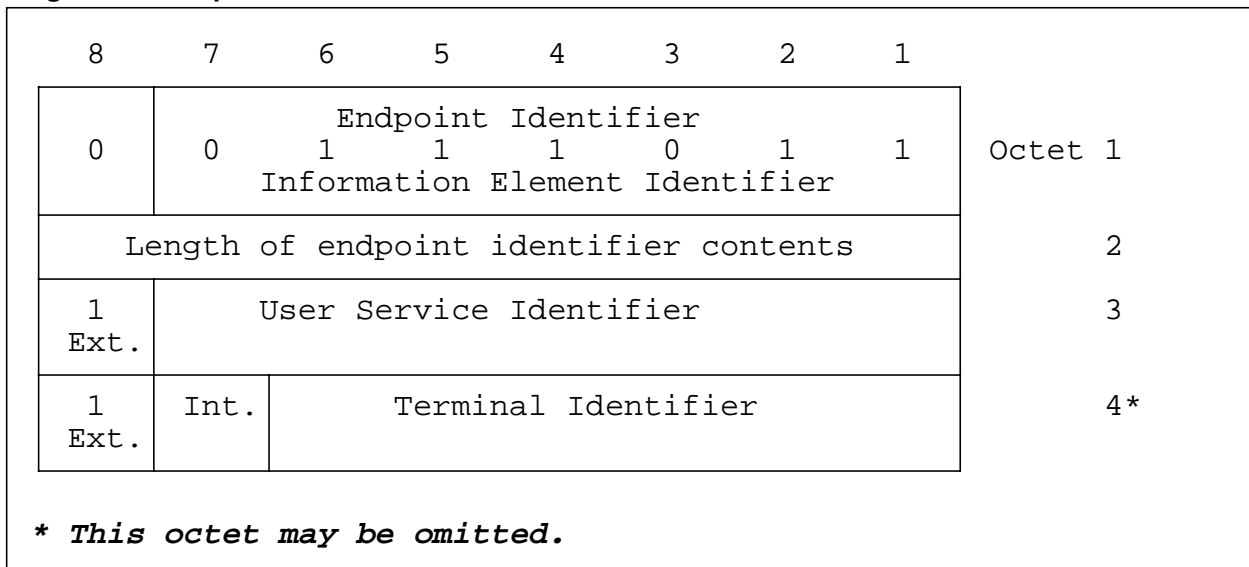 8 7 6 5 4 3 2 1
Endpoint Identifier
0 0 1 1 1 0 1 1 Octet 1
Information Element Identifier
Length of endpoint identifier contents 2
1 User Service Identifier 3
Ext.
1 Int. Terminal Identifier 4*
Ext.
* This octet may be omitted.